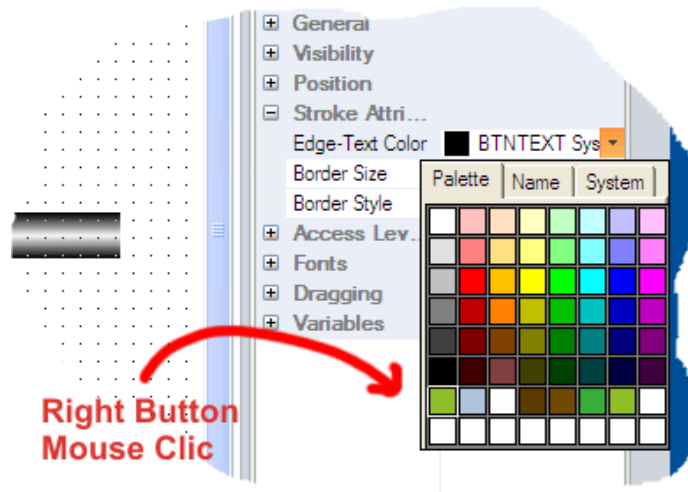 General
Visibility
Position
Stroke Attri...
Edge-Text Color BTNTEXT Sys
Border Size
Border Style
Palette Name System
Access Lev..
Fonts
Dragging
Variables
Right Button
Mouse Clic